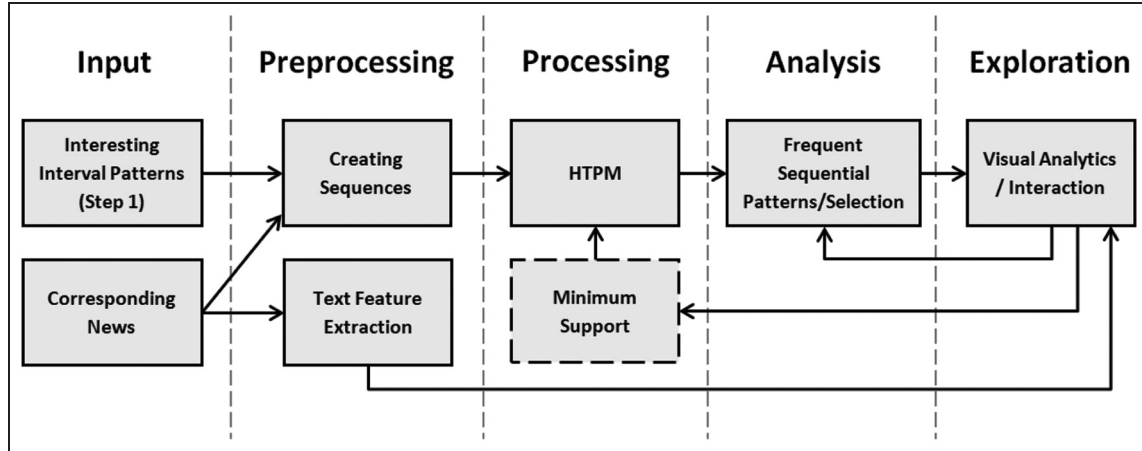 Input
Preprocessing
Processing
Analysis
Exploration
Interesting
Interval Patterns
(Step 1)
Creating
Sequences
HTPM
Frequent
Sequential
Patterns/Selection
Visual Analytics
/ Interaction
Corresponding
News
Text Feature
Extraction
Minimum
Support